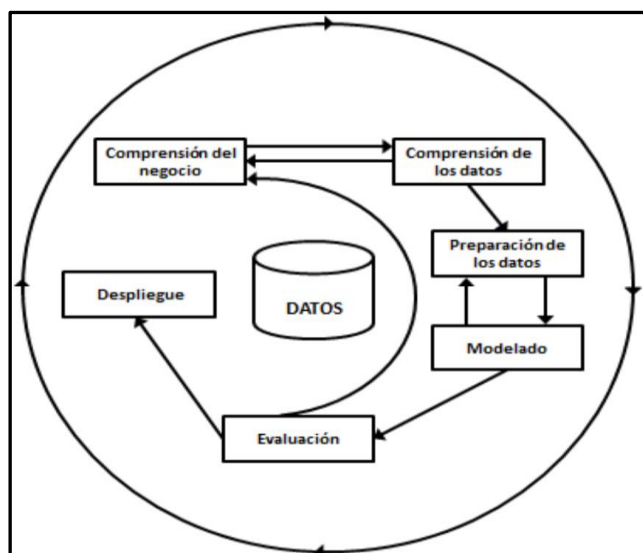 Comprensión del
negocio
Comprensión de
los datos
Preparación de
los datos
Despliegue
DATOS
Modelado
Evaluación